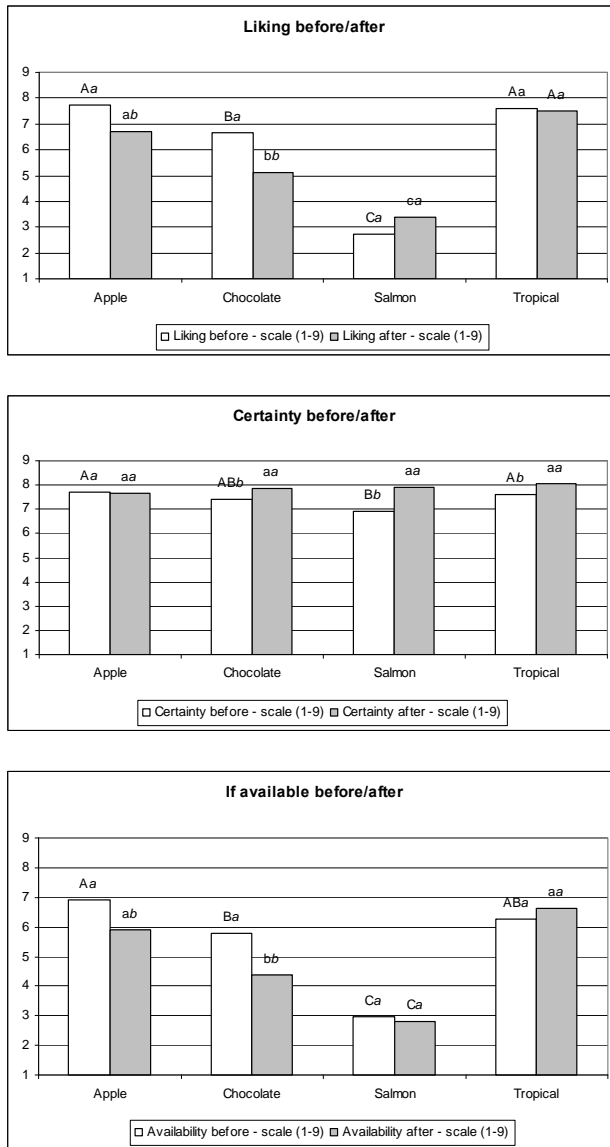 Liking before/after
9
8
7
6
5
4
3
2
1
Aa
ab
Ba
bb
Ca
ca
Aa
Aa
Apple Chocolate Salmon Tropical
Liking before - scale (1-9) Liking after - scale (1-9)
Certainty before/after
9
8
7
6
5
4
3
2
1
Aa
aa
ABb
aa
Bb
aa
Ab
aa
Apple Chocolate Salmon Tropical
Certainty before - scale (1-9) Certainty after - scale (1-9)
If available before/after
9
8
7
6
5
4
3
2
1
Aa
ab
Ba
bb
Ca
Ca
ABa
aa
Apple Chocolate Salmon Tropical
Availability before - scale (1-9) Availability after - scale (1-9)